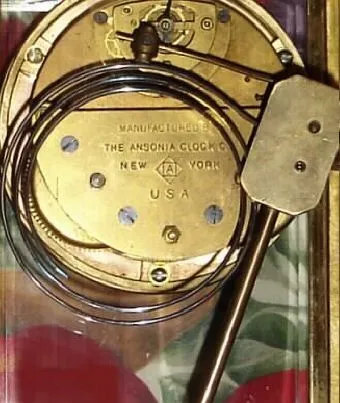 MANUFACTURED B
THE ANSONIA CLOCK C
NEW A YORK
USA